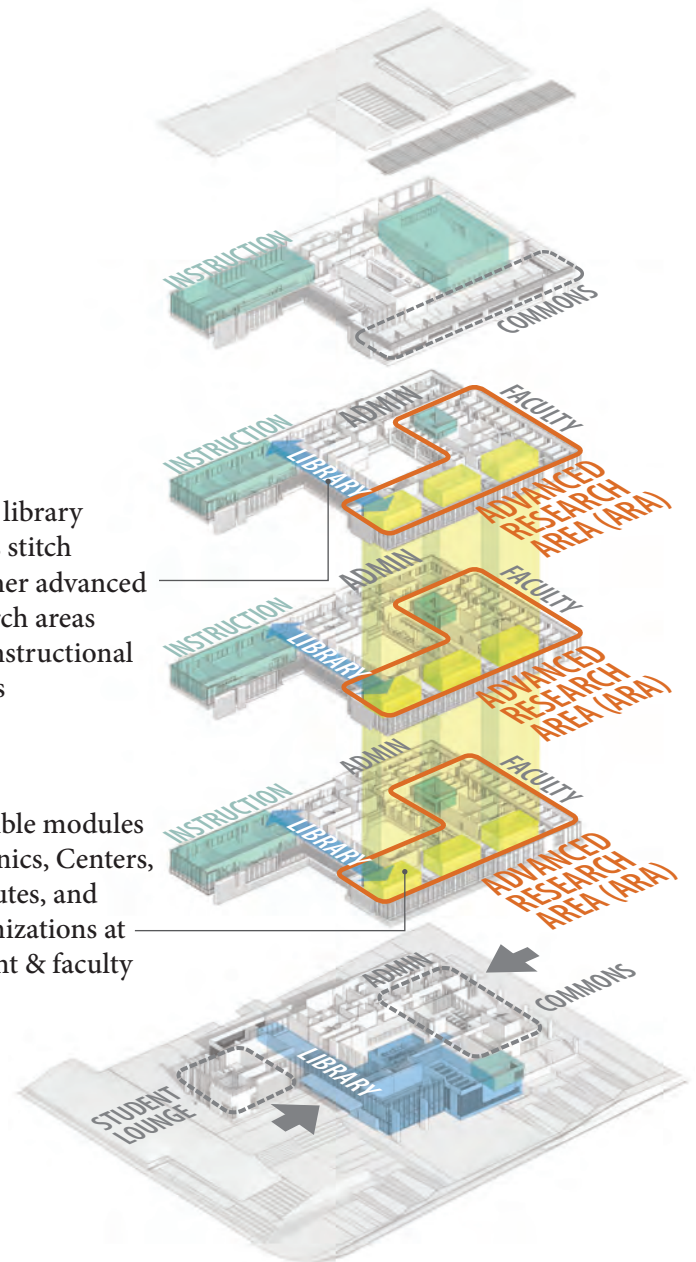 INSTRUCTION
COMMONS
ADMIN
FACULTY
INSTRUCTION
LIBRARY
ADVANCED
RESEARCH
AREA (ARA)
library
stitch
her advanced
rch areas
nstructional
s
ADMIN
FACULTY
INSTRUCTION
LIBRARY
ADVANCED
RESEARCH
AREA (ARA)
ADMIN
FACULTY
INSTRUCTION
LIBRARY
ADVANCED
RESEARCH
AREA (ARA)
ble modules
nics, Centers,
utes, and
nizations at
nt & faculty
ADMIN
COMMONS
LIBRARY
STUDENT
LOUNGE